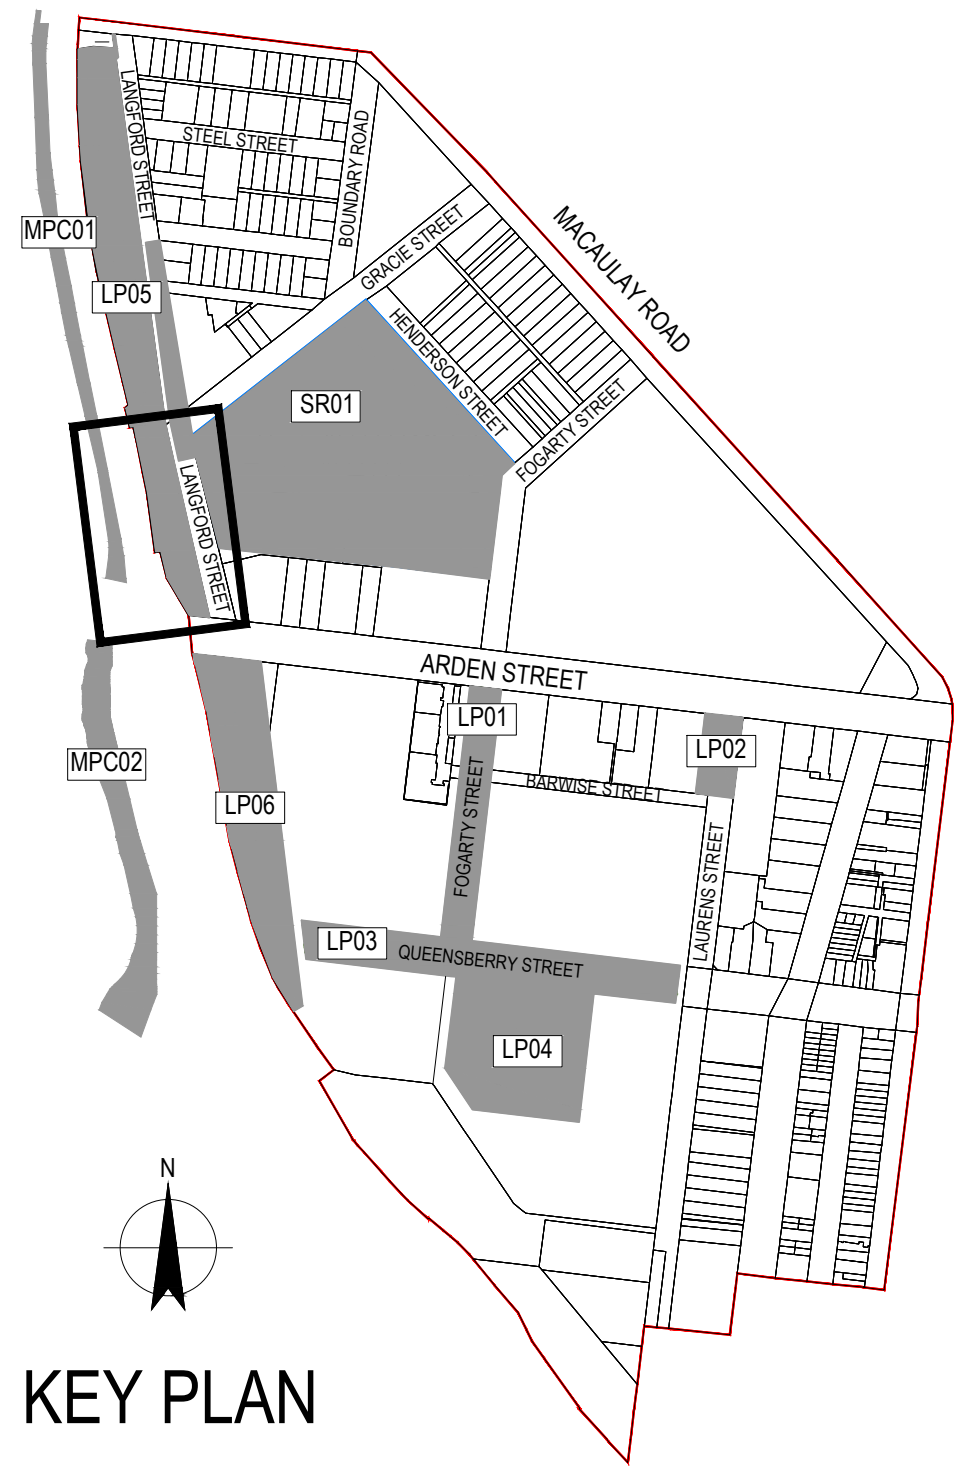 LANGFORD STREET
STEEL STREET
BOUNDARY ROAD
MPC01
GRACIE STREET
MACAULAY ROAD
LP05
HENDERSON STREET
SR01
FOGARTY STREET
LANGFORD STREET
ARDEN STREET
LP01
LP02
MPC02
BARWISE STREET
LP06
FOGARTY STREET
LAURENS STREET
LP03
QUEENSBERRY STREET
LP04
N
KEY PLAN